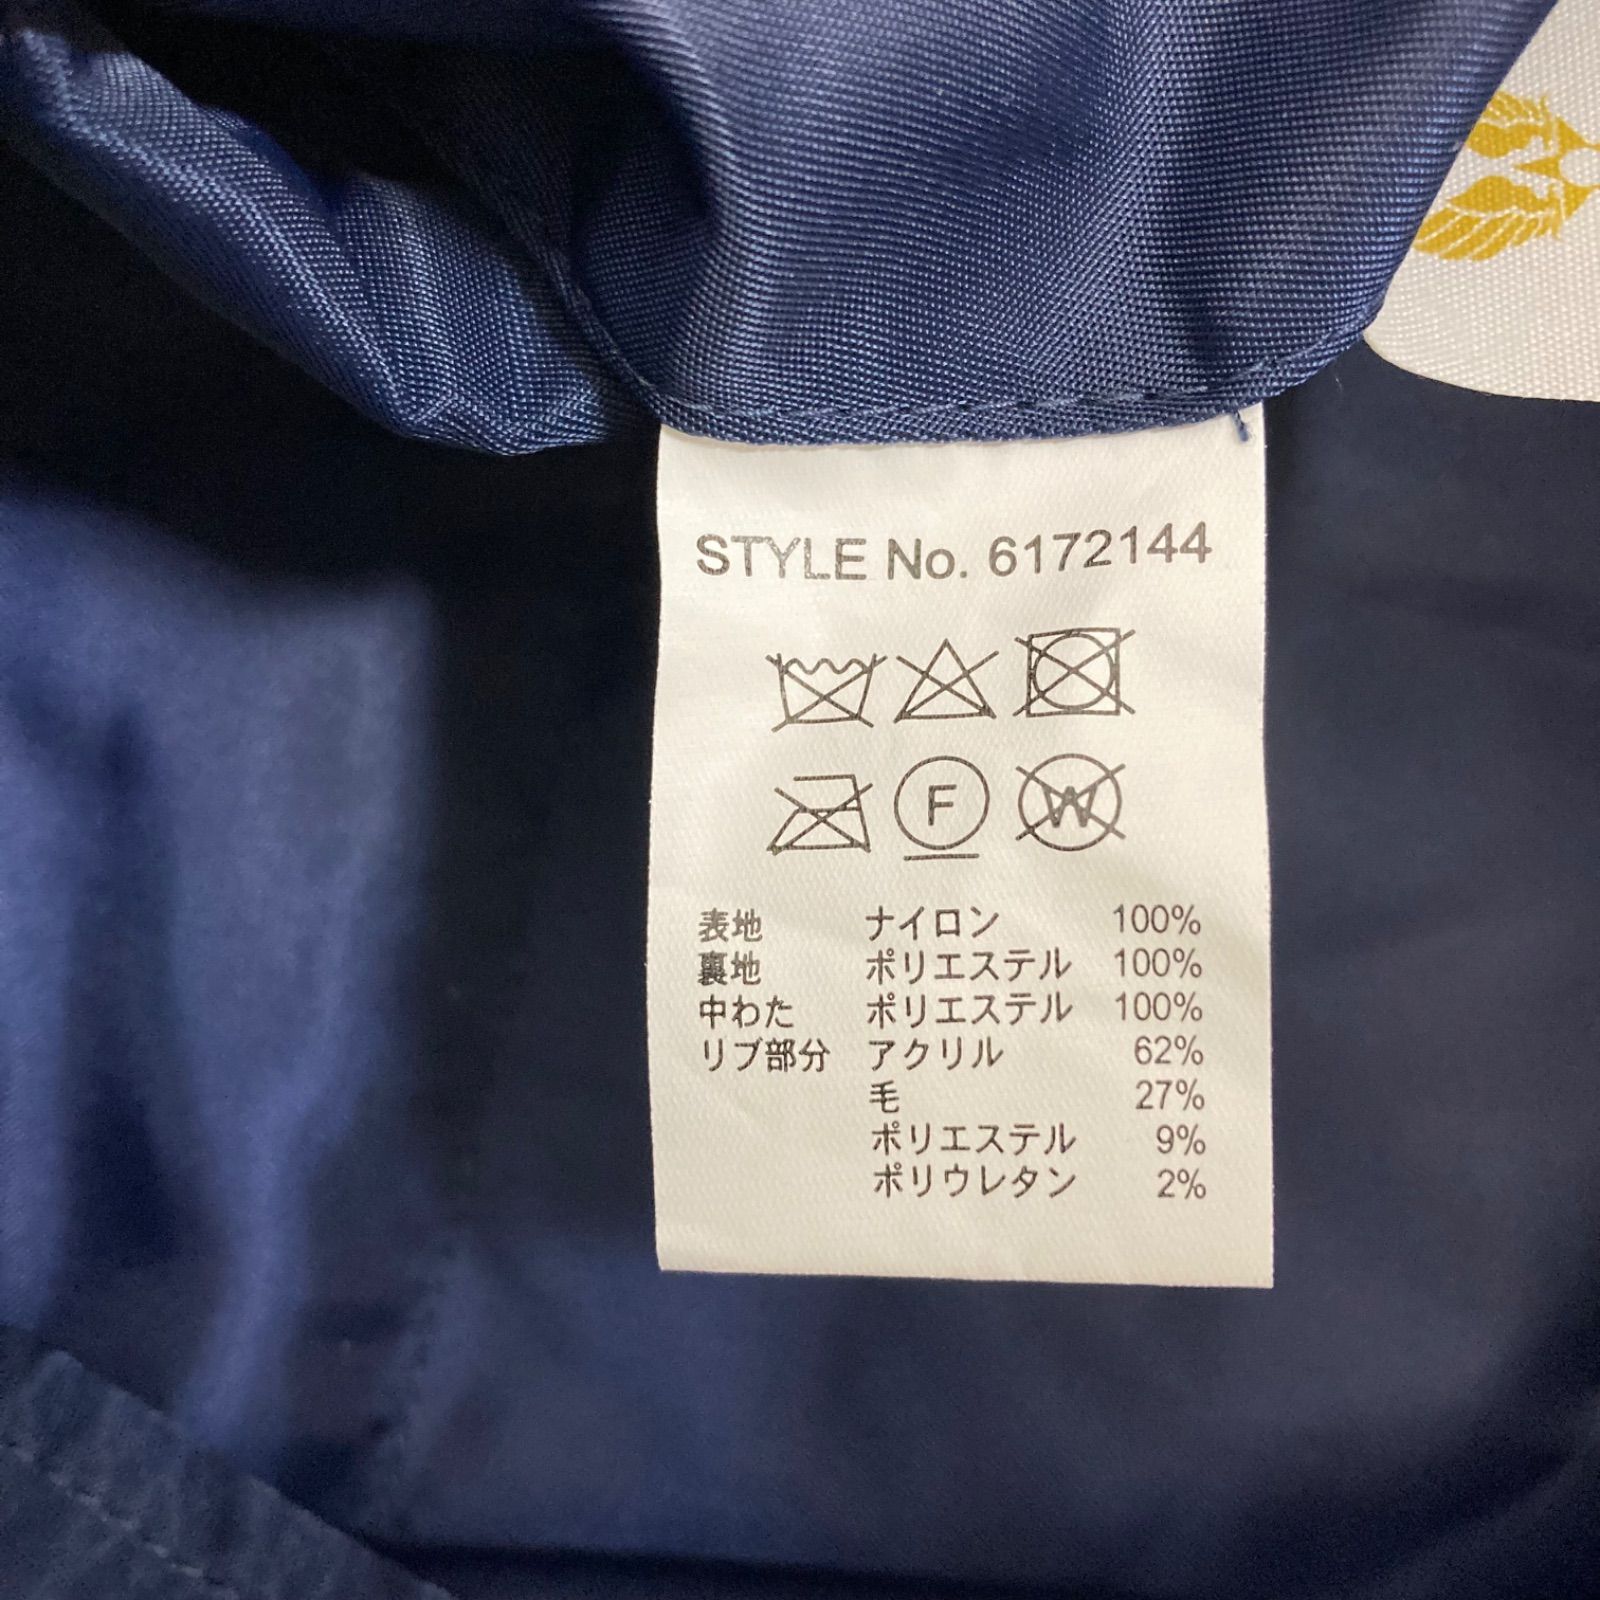 STYLE No. 6172144
F
W
表地 ナイロン 100%
裏地 ポリエステル 100%
中わた ポリエステル 100%
リブ部分 アクリル 62%
毛 27%
ポリエステル 9%
ポリウレタン 2%